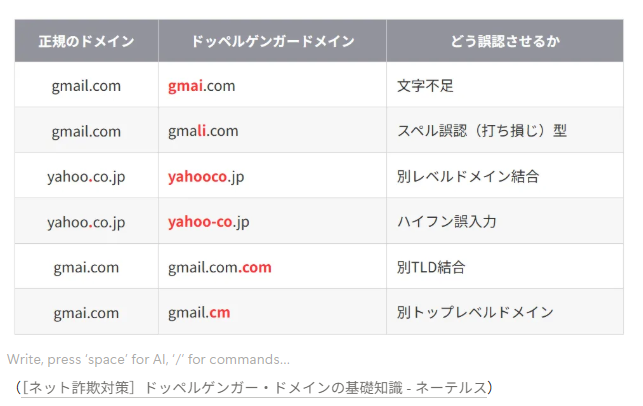 正規のドメイン ドッペルゲンガードメイン どう誤認させるか
gmail.com gmai.com 文字不足
gmail.com gmali.com スペル誤認（打ち損じ）型
yahoo.co.jp yahooco.jp 別レベルドメイン結合
yahoo.co.jp yahoo-co.jp ハイフン誤入力
gmai.com gmail.com.com 別TLD結合
gmai.com gmail.cm 別トップレベルドメイン
Write, press ‘space’ for AI, ‘/’ for commands...
（［ネット詐欺対策］ドッペルゲンガー・ドメインの基礎知識 - ネーテルス）